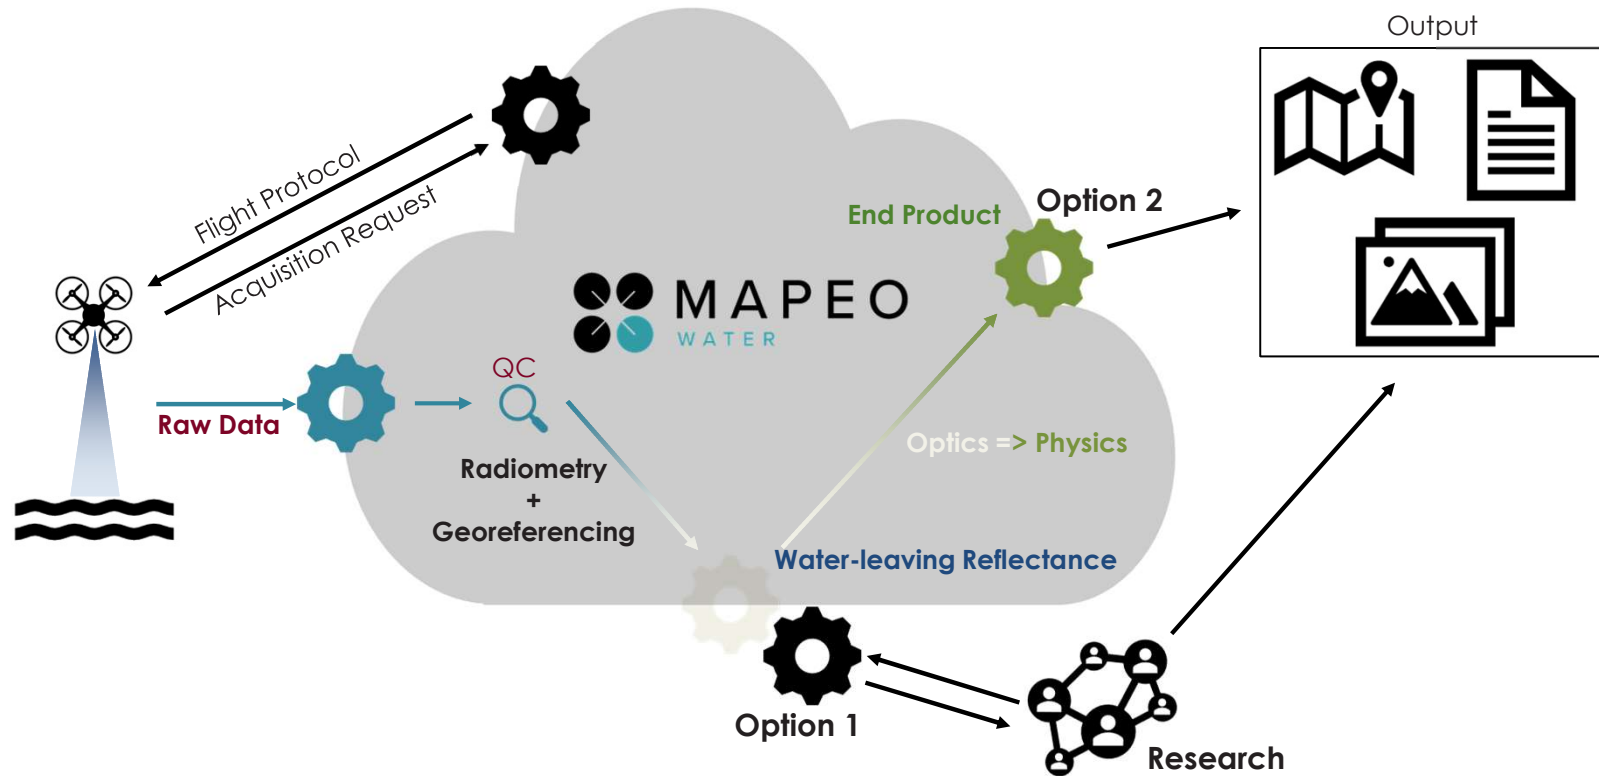 Output
Flight Protocol
Acquisition Request
End Product
Option 2
MAPEO
WATER
QC
Raw Data
Optics => Physics
Radiometry
+
Georeferencing
Water-leaving Reflectance
Option 1
Research